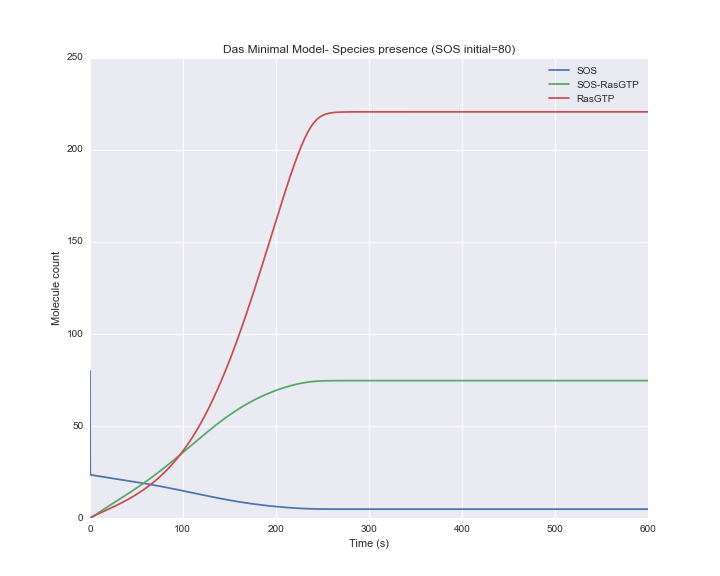 Das Minimal Model- Species presence (SOS initial=80)
SOS
SOS-RasGTP
RasGTP
250
200
150
100
50
0
Molecule count
0 100 200 300 400 500 600
Time (s)